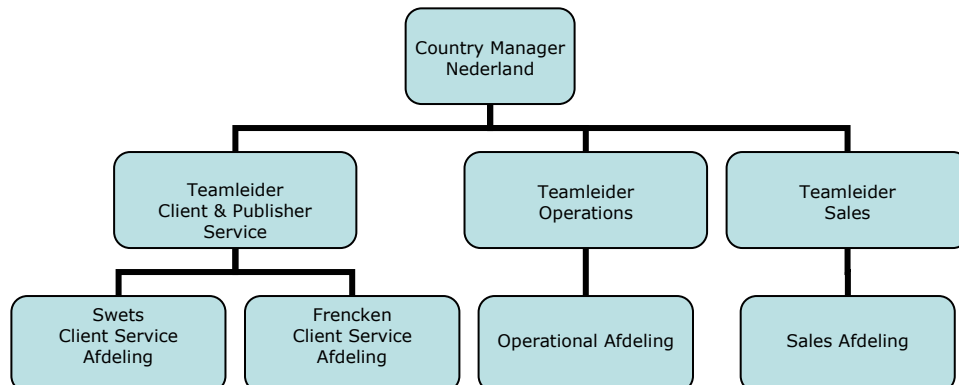 Country Manager
Nederland
Teamleider
Client & Publisher
Service
Teamleider
Operations
Teamleider
Sales
Swets
Client Service
Afdeling
Frencken
Client Service
Afdeling
Operational Afdeling
Sales Afdeling